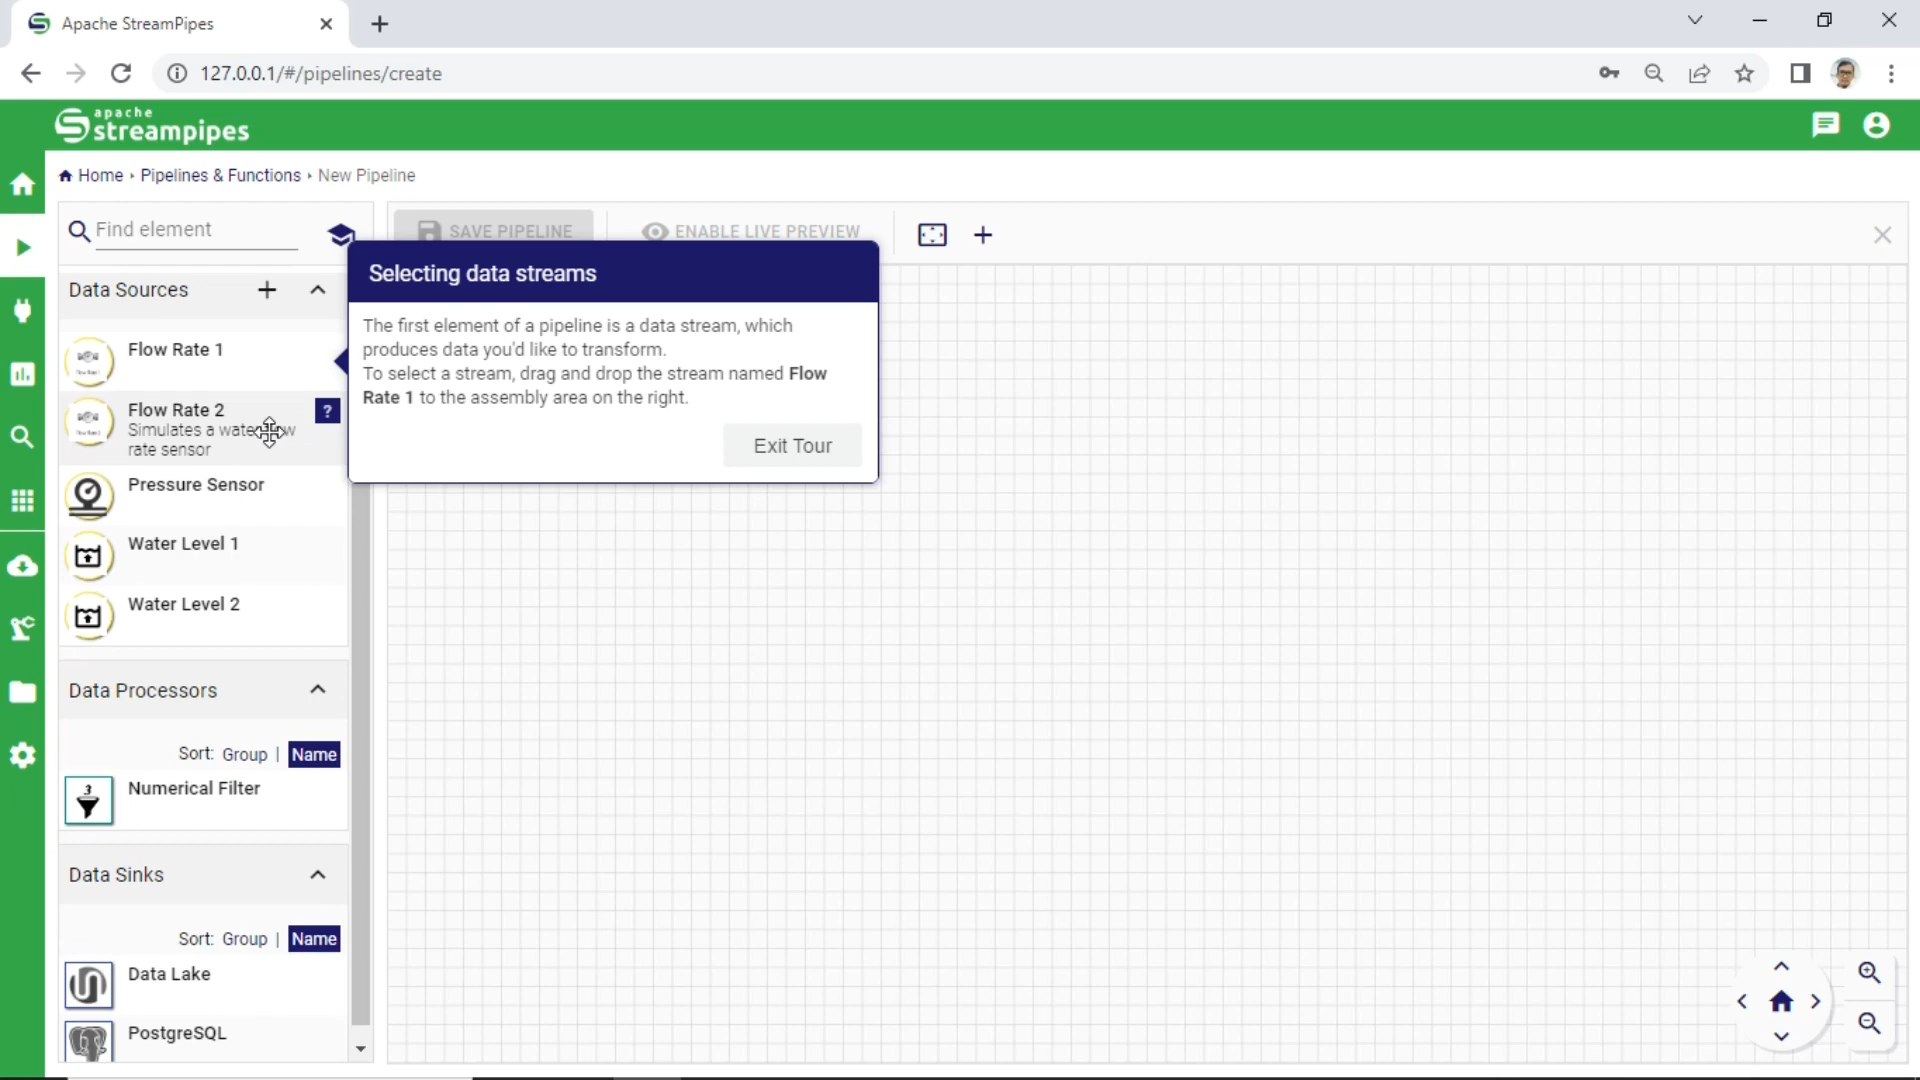 Apache StreamPipes
127.0.0.1/#/pipelines/create
apache
streampipes
Home › Pipelines & Functions › New Pipeline
Find element
SAVE PIPELINE
ENABLE LIVE PREVIEW
Data Sources
Selecting data streams
The first element of a pipeline is a data stream, which
produces data you'd like to transform.
To select a stream, drag and drop the stream named Flow
Rate 1 to the assembly area on the right.
Exit Tour
Flow Rate 1
Flow Rate 2
?
Simulates a water
rate sensor
Pressure Sensor
Water Level 1
Water Level 2
Data Processors
Sort: Group | Name
3
Numerical Filter
Data Sinks
Sort: Group | Name
Data Lake
PostgreSQL